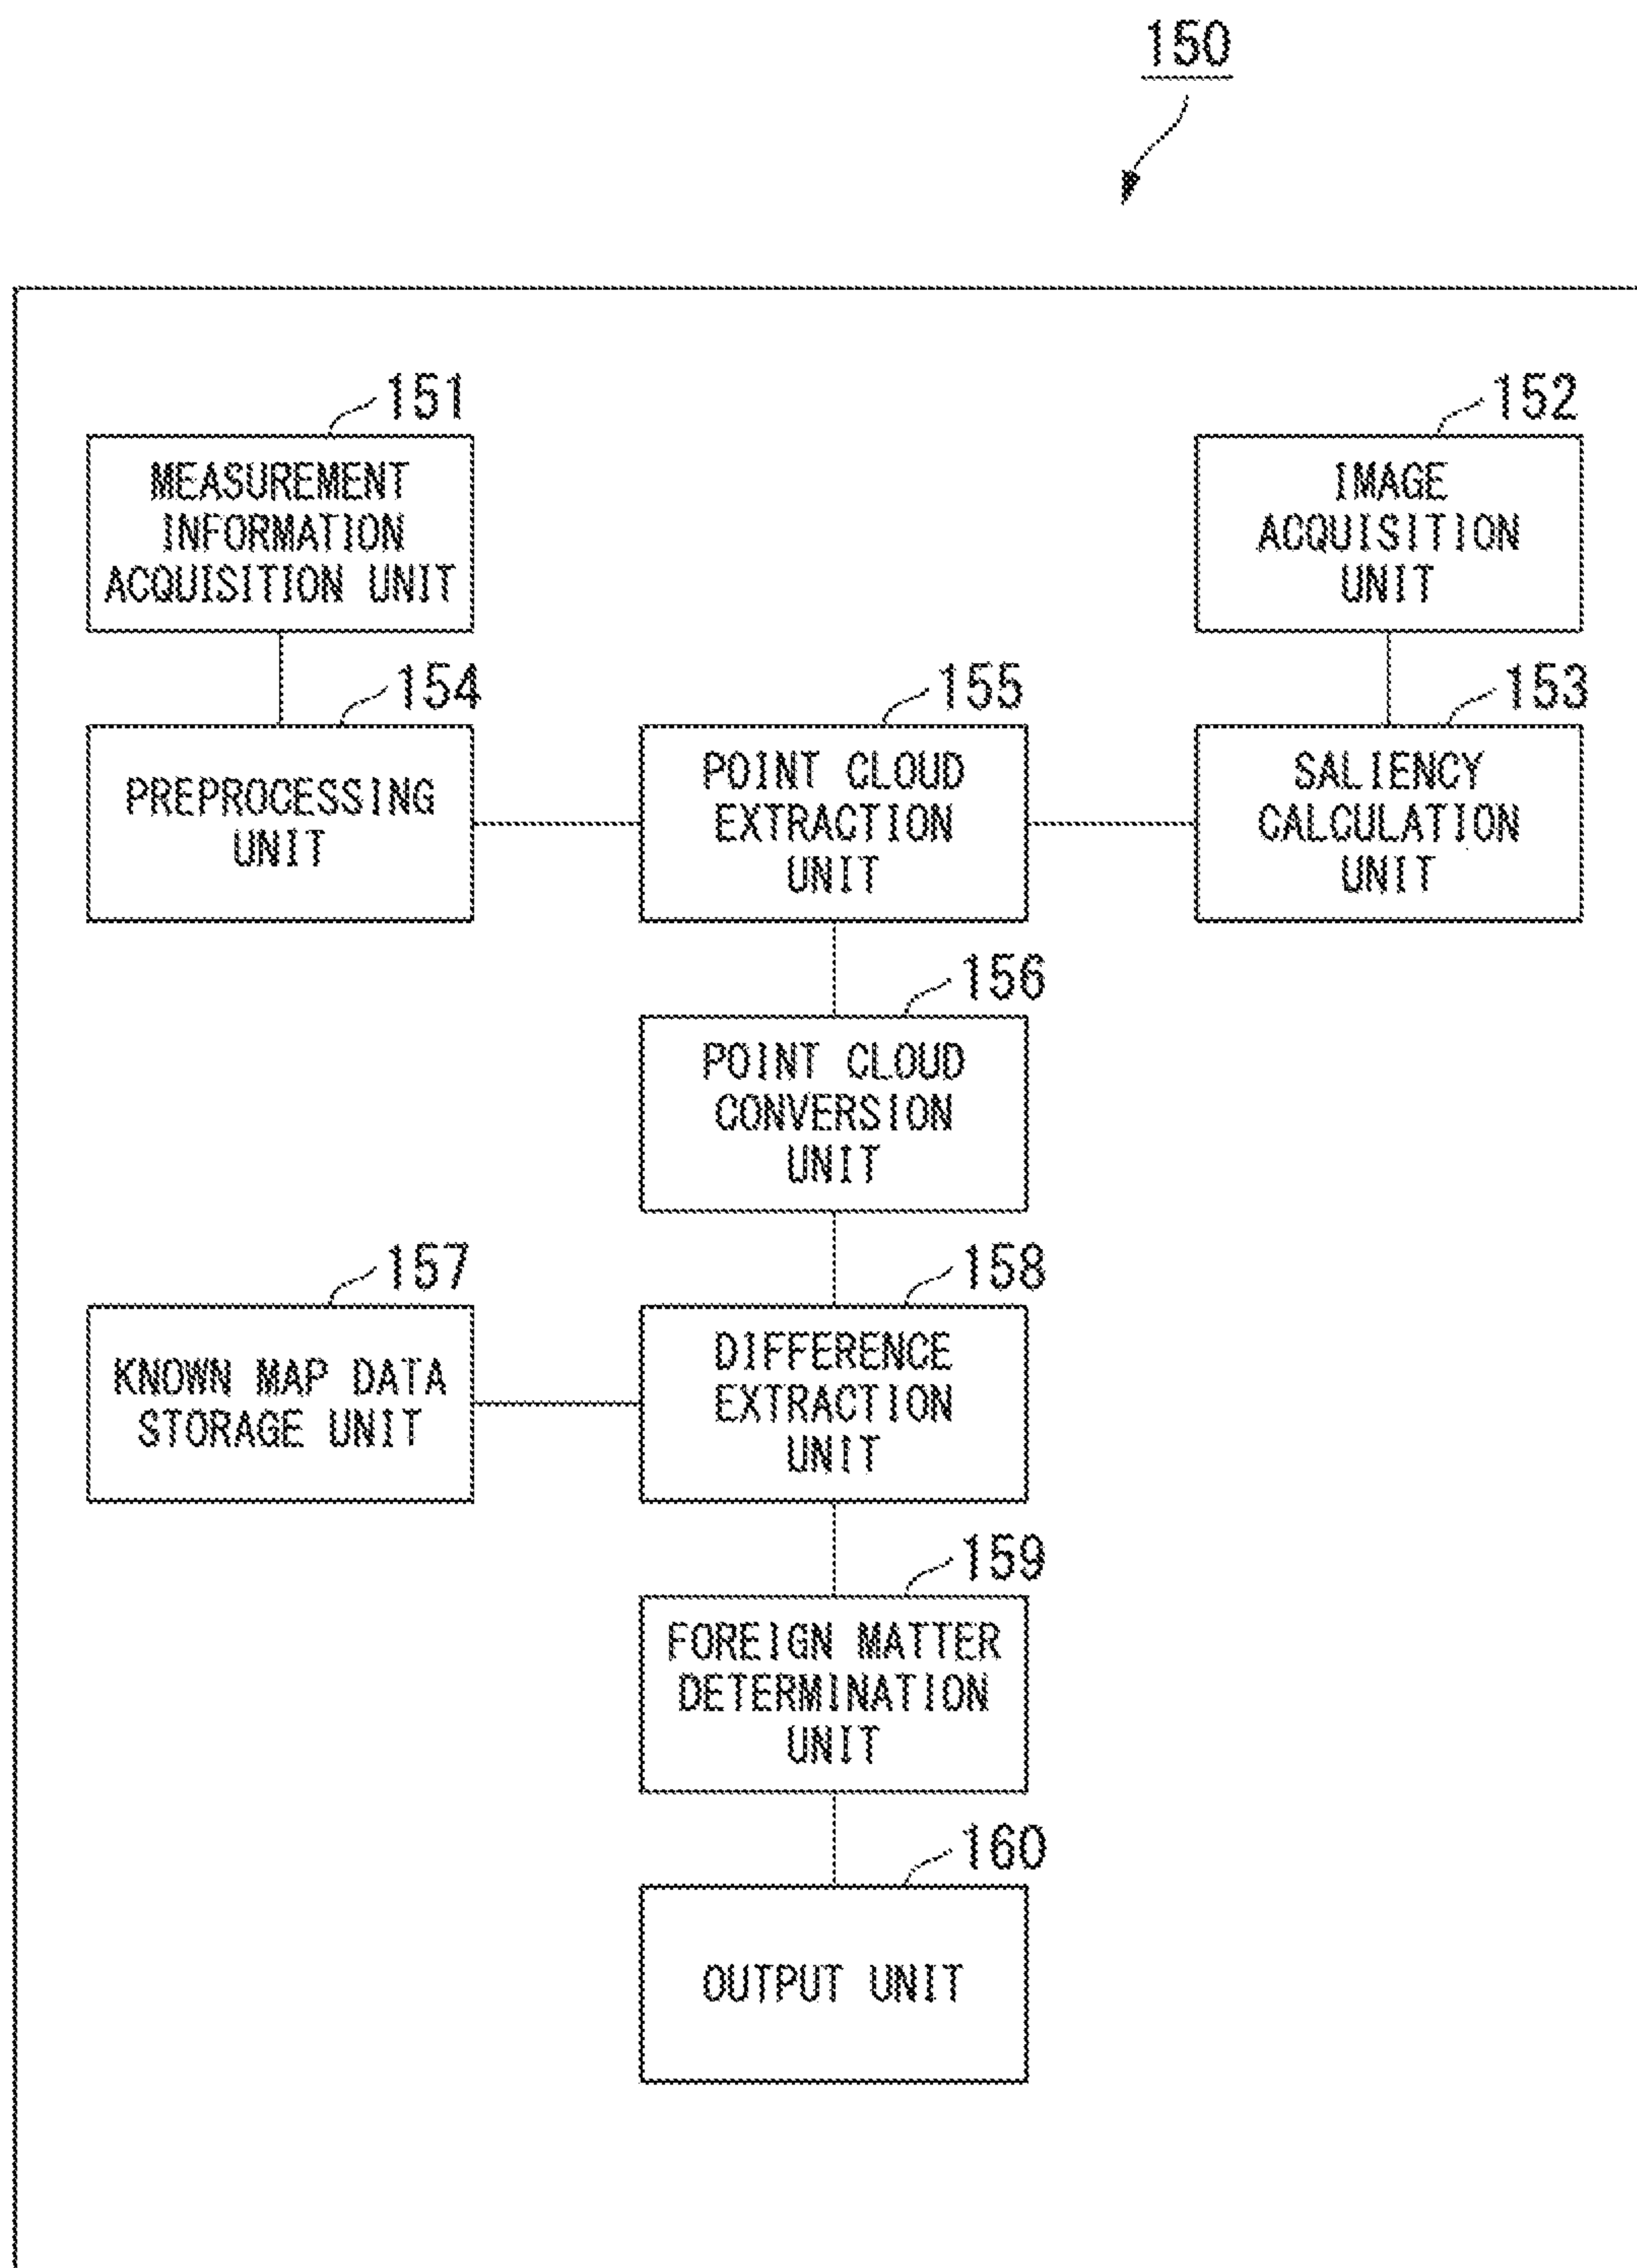 150
151
MEASUREMENT
INFORMATION
ACQUISITION UNIT
152
IMAGE
ACQUISITION
UNIT
154
PREPROCESSING
UNIT
155
POINT CLOUD
EXTRACTION
UNIT
153
SALIENCY
CALCULATION
UNIT
156
POINT CLOUD
CONVERSION
UNIT
157
KNOWN MAP DATA
STORAGE UNIT
158
DIFFERENCE
EXTRACTION
UNIT
159
FOREIGN MATTER
DETERMINATION
UNIT
160
OUTPUT UNIT